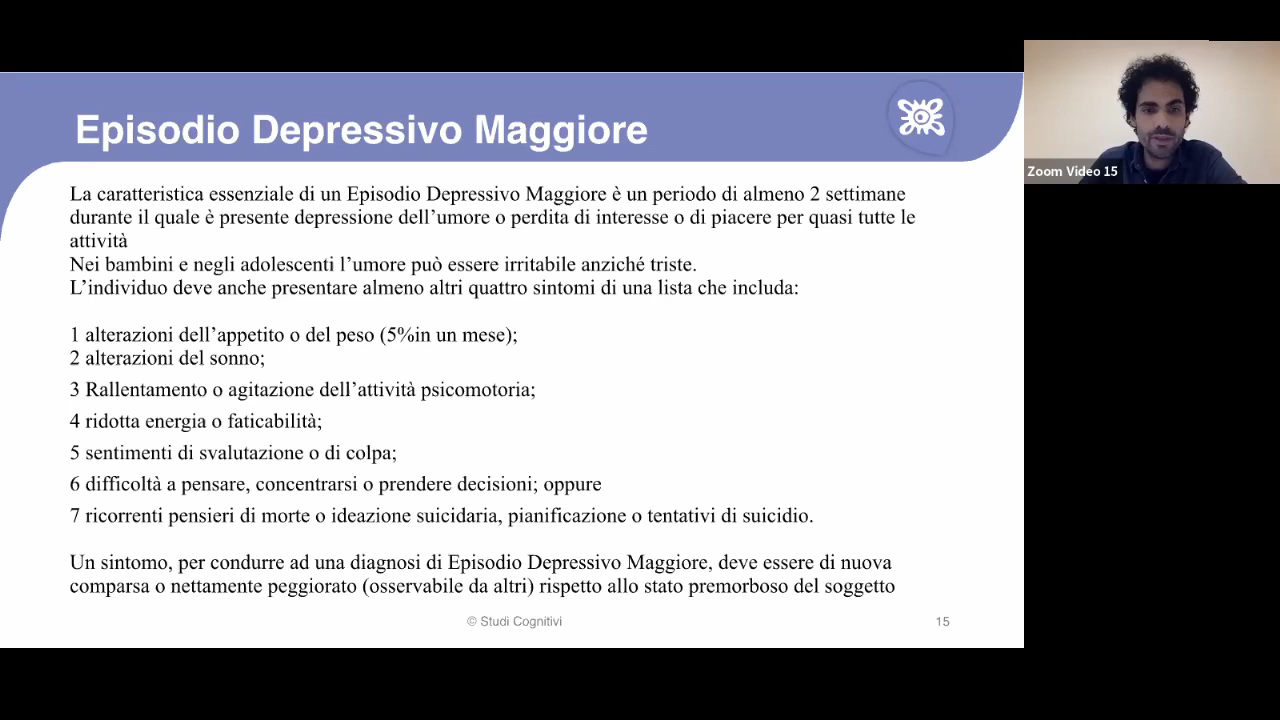 Episodio Depressivo Maggiore
La caratteristica essenziale di un Episodio Depressivo Maggiore è un periodo di almeno 2 settimane
durante il quale è presente depressione dell’umore o perdita di interesse o di piacere per quasi tutte le
attività
Nei bambini e negli adolescenti l’umore può essere irritabile anziché triste.
L’individuo deve anche presentare almeno altri quattro sintomi di una lista che includa:
1 alterazioni dell’appetito o del peso (5%in un mese);
2 alterazioni del sonno;
3 Rallentamento o agitazione dell’attività psicomotoria;
4 ridotta energia o faticabilità;
5 sentimenti di svalutazione o di colpa;
6 difficoltà a pensare, concentrarsi o prendere decisioni; oppure
7 ricorrenti pensieri di morte o ideazione suicidaria, pianificazione o tentativi di suicidio.
Un sintomo, per condurre ad una diagnosi di Episodio Depressivo Maggiore, deve essere di nuova
comparsa o nettamente peggiorato (osservabile da altri) rispetto allo stato premorboso del soggetto
© Studi Cognitivi
15
Zoom Video 15